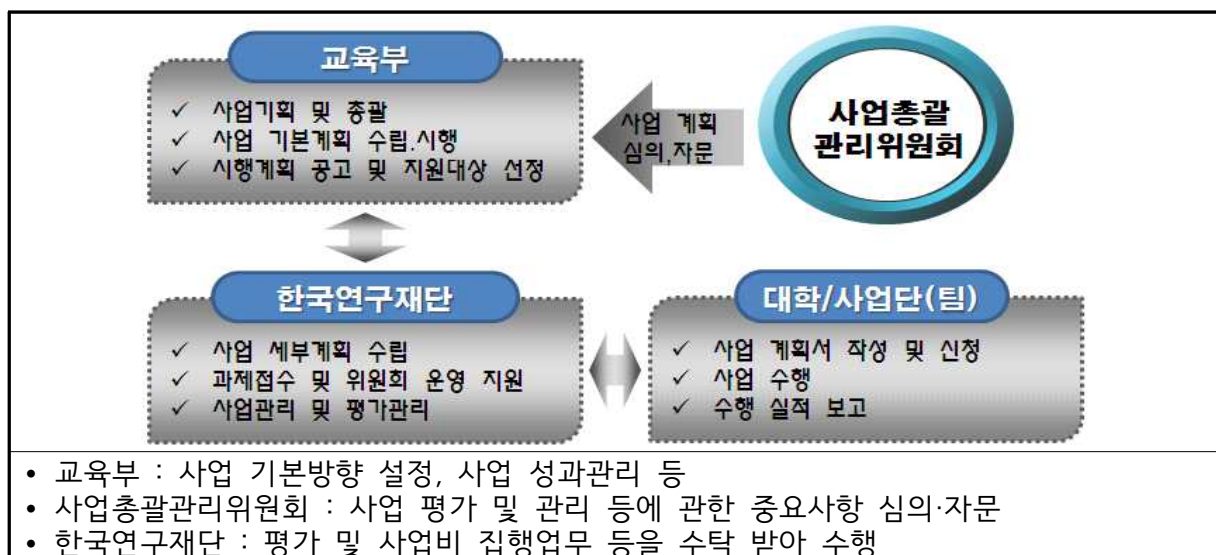 교육부
✓ 사업기획 및 총괄
✓ 사업 기본계획 수립.시행
✓ 시행계획 공고 및 지원대상 선정
사업 계획
심의,자문
사업총괄
관리위원회
한국연구재단
✓ 사업 세부계획 수립
✓ 과제접수 및 위원회 운영 지원
✓ 사업관리 및 평가관리
대학/사업단(팀)
✓ 사업 계획서 작성 및 신청
✓ 사업 수행
✓ 수행 실적 보고
• 교육부 : 사업 기본방향 설정, 사업 성과관리 등
• 사업총괄관리위원회 : 사업 평가 및 관리 등에 관한 중요사항 심의·자문
• 한국연구재단 : 평가 및 사업비 집행업무 등을 수탁 받아 수행